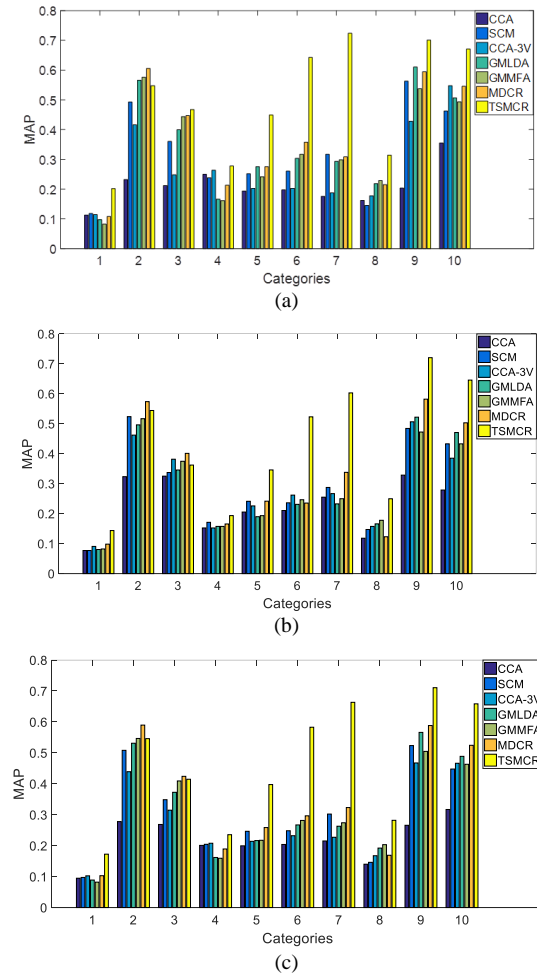 0.8
0.7
0.6
0.5
0.4
0.3
0.2
0.1
0
MAP
CCA
SCM
CCA-3V
GMLDA
GMMFA
MDCR
TSMCR
1 2 3 4 5 6 7 8 9 10
Categories
(a)
0.8
0.7
0.6
0.5
0.4
0.3
0.2
0.1
0
MAP
CCA
SCM
CCA-3V
GMLDA
GMMFA
MDCR
TSMCR
1 2 3 4 5 6 7 8 9 10
Categories
(b)
0.8
0.7
0.6
0.5
0.4
0.3
0.2
0.1
0
MAP
CCA
SCM
CCA-3V
GMLDA
GMMFA
MDCR
TSMCR
1 2 3 4 5 6 7 8 9 10
Categories
(c)